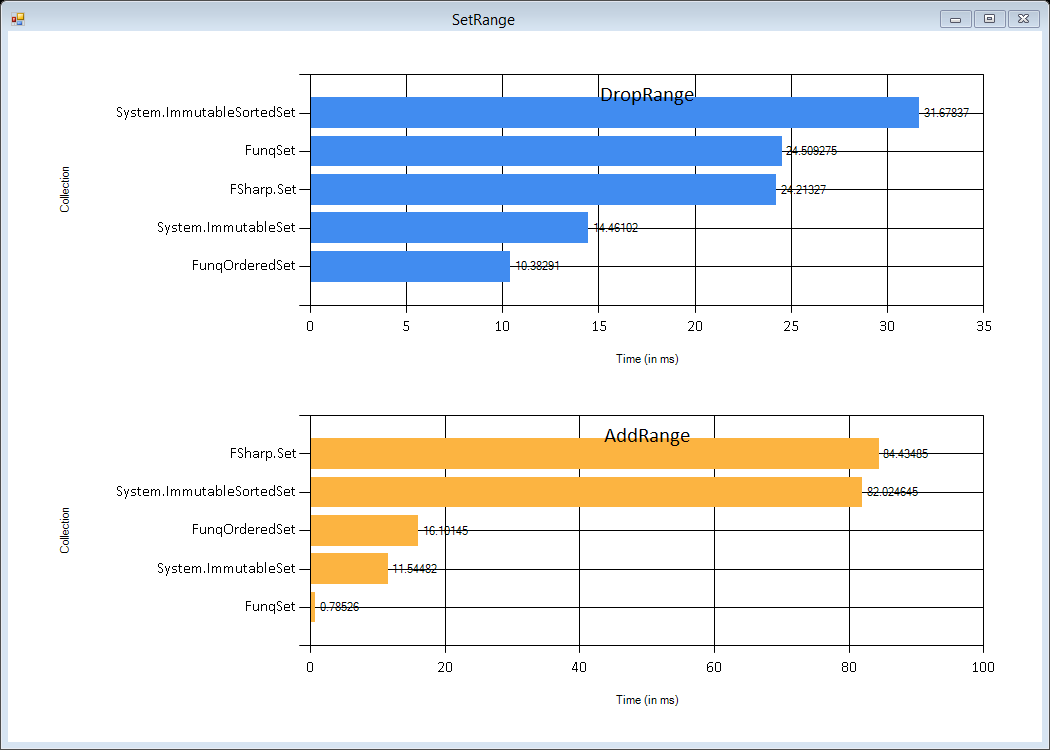 SetRange
DropRange
System.ImmutableSortedSet
31.67837
FunqSet
24.509275
FSharp.Set
24.21327
System.ImmutableSet
14.46102
FunqOrderedSet
10.38291
Collection
0 5 10 15 20 25 30 35
Time (in ms)
AddRange
FSharp.Set
84.43485
System.ImmutableSortedSet
82.024645
FunqOrderedSet
16.10145
System.ImmutableSet
11.54482
FunqSet
0.78526
Collection
0 20 40 60 80 100
Time (in ms)